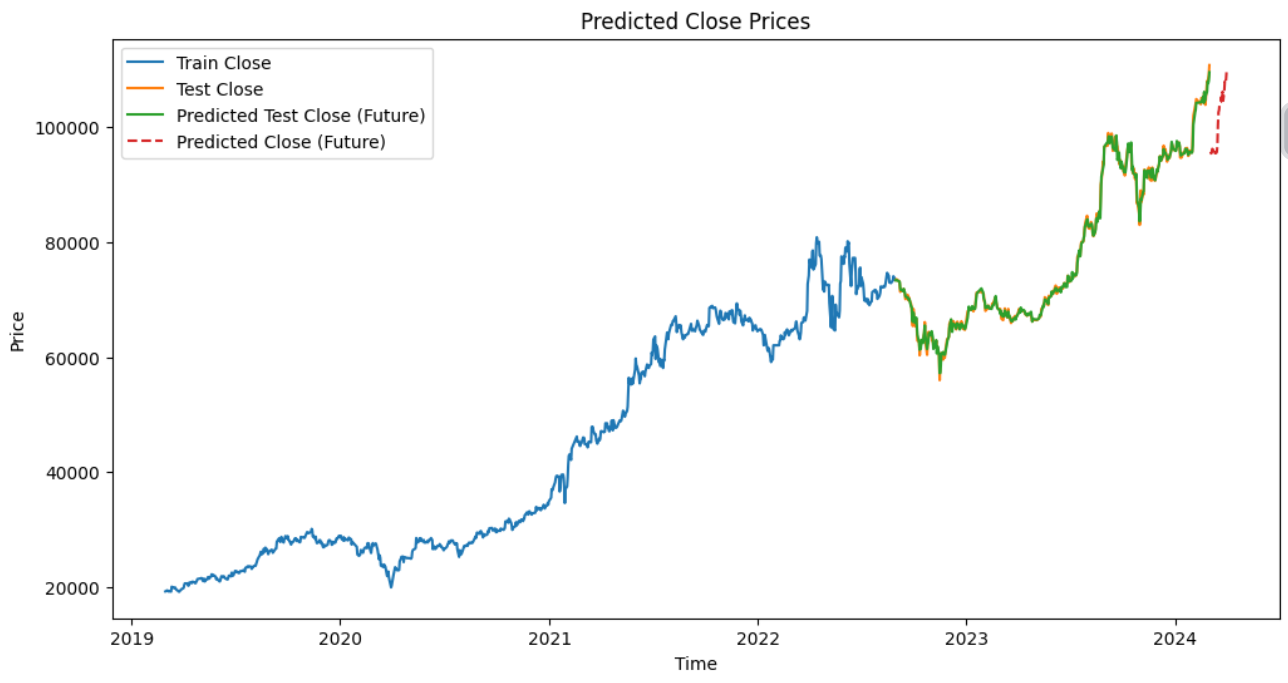 Predicted Close Prices
Train Close
Test Close
Predicted Test Close (Future)
Predicted Close (Future)
100000
80000
60000
40000
20000
Price
2019 2020 2021 2022 2023 2024
Time